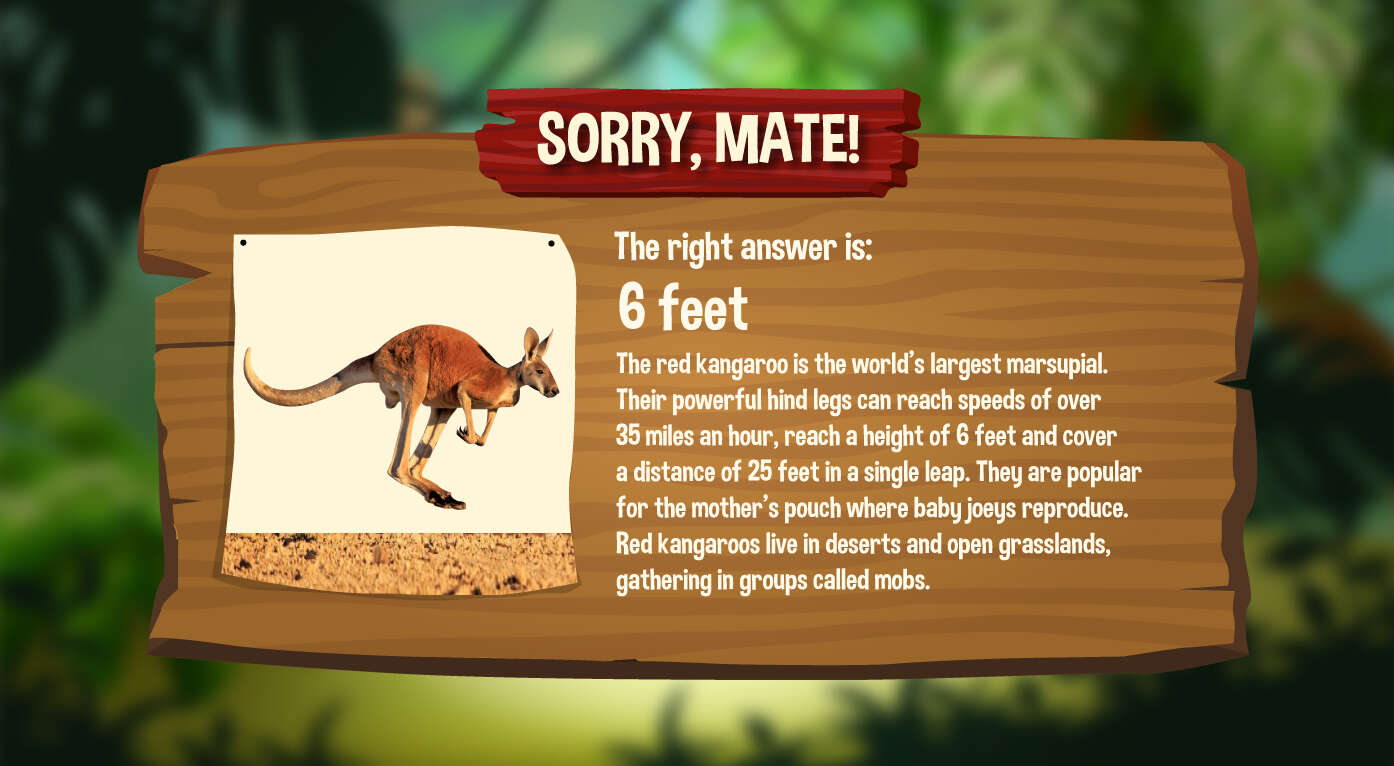 SORRY, MATE!
The right answer is:
6 feet
The red kangaroo is the world's largest marsupial.
Their powerful hind legs can reach speeds of over
35 miles an hour, reach a height of 6 feet and cover
a distance of 25 feet in a single leap. They are popular
for the mother's pouch where baby joeys reproduce.
Red kangaroos live in deserts and open grasslands,
gathering in groups called mobs.